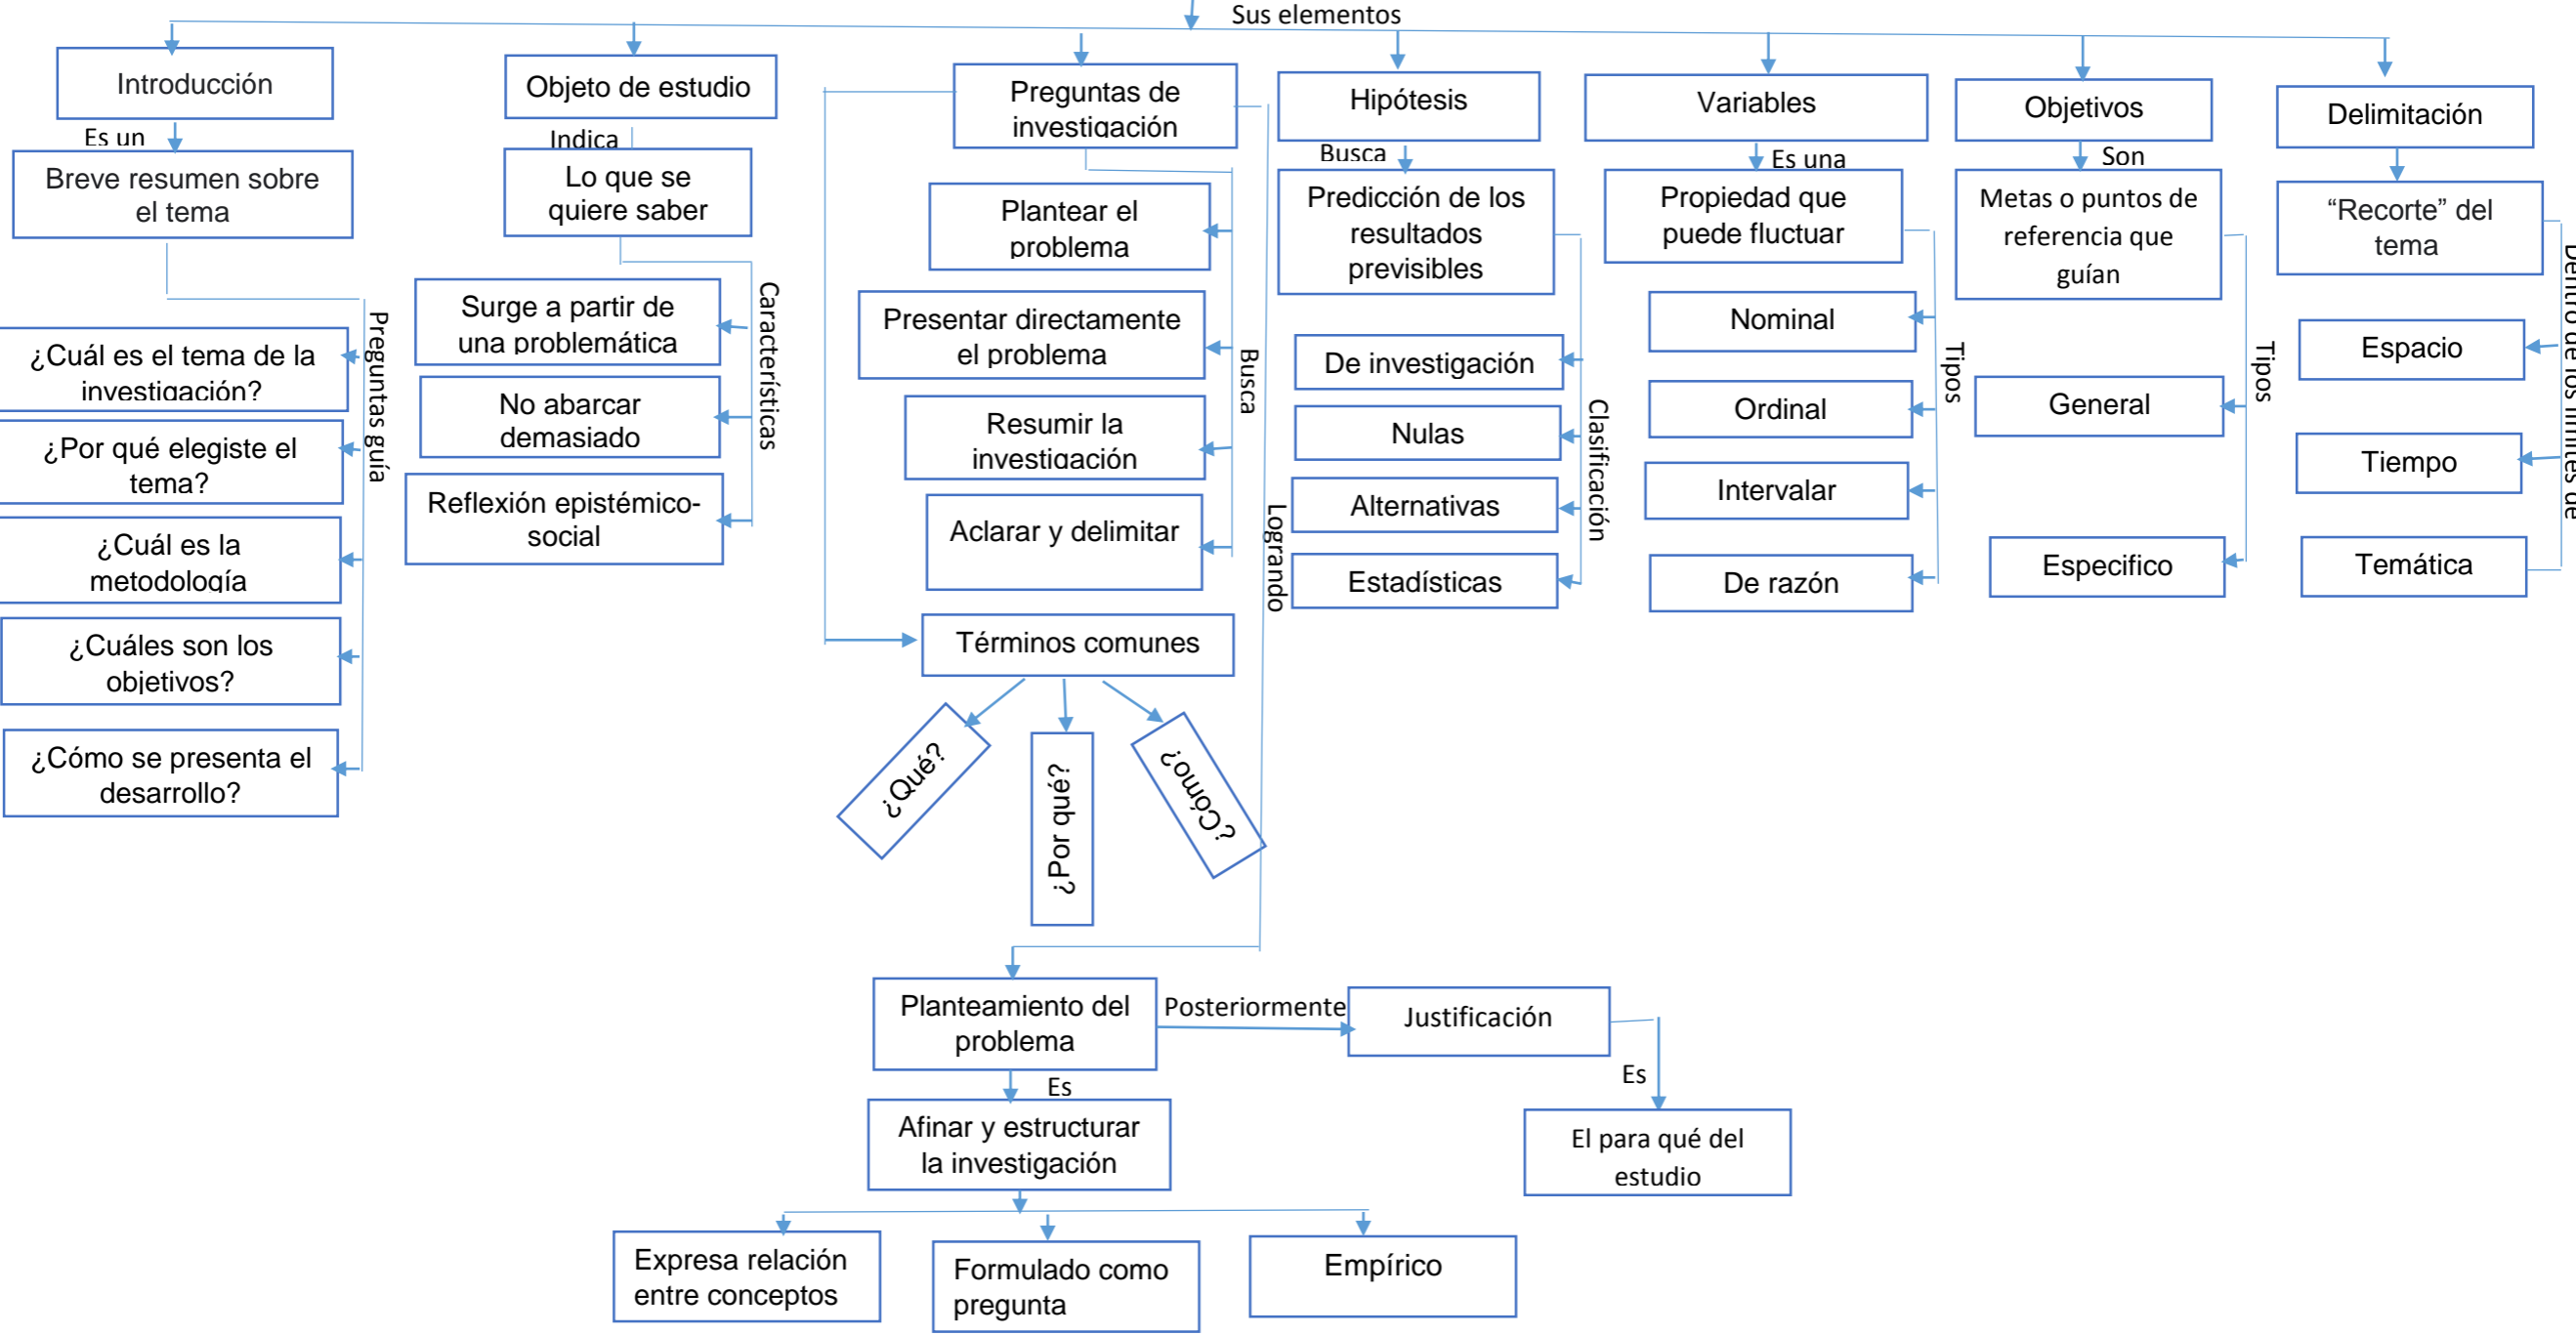 Sus elementos
Introducción
Es un
Breve resumen sobre
el tema
Preguntas guía
¿Cuál es el tema de la
investigación?
¿Por qué elegiste el
tema?
¿Cuál es la
metodología
¿Cuáles son los
objetivos?
¿Cómo se presenta el
desarrollo?
Objeto de estudio
Indica
Lo que se
quiere saber
Características
Surge a partir de
una problemática
No abarcar
demasiado
Reflexión epistémico-
social
Preguntas de
investigación
Busca
Plantear el
problema
Presentar directamente
el problema
Resumir la
investigación
Aclarar y delimitar
Términos comunes
¿Qué?
¿Por qué?
¿Cómo?
Logrando
Planteamiento del
problema
Posteriormente
Justificación
Es
El para qué del
estudio
Es
Afinar y estructurar
la investigación
Expresa relación
entre conceptos
Formulado como
pregunta
Empírico
Hipótesis
Busca
Predicción de los
resultados
previsibles
Clasificación
De investigación
Nulas
Alternativas
Estadísticas
Variables
Es una
Propiedad que
puede fluctuar
Tipos
Nominal
Ordinal
Intervalar
De razón
Objetivos
Son
Metas o puntos de
referencia que
guían
Tipos
General
Especifico
Delimitación
“Recorte” del
tema
Dentro de los límites de
Espacio
Tiempo
Temática